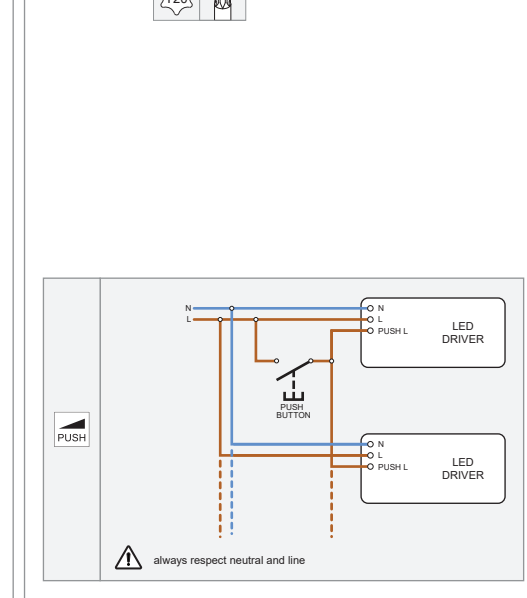 N
L
N
L
PUSH L
LED
DRIVER
PUSH
BUTTON
PUSH
N
L
PUSH L
LED
DRIVER
always respect neutral and line